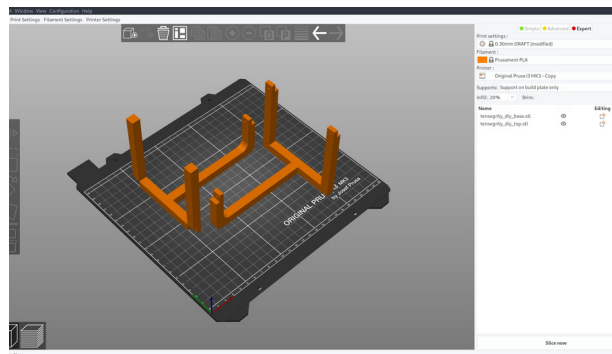 Window View Configuration Help
Print Settings Filament Settings Printer Settings
Simple Advanced Expert
Print settings :
0.30mm DRAFT (modified)
Filament :
Prusament PLA
Printer :
Original Prusa i3 MK3 - Copy
Supports: Support on build plate only
Infill: 20% Brim:
Name Editing
tensegrity_diy_base.stl
tensegrity_diy_top.stl
ORIGINAL PRUSA i3 MK3
by Josef Prusa
Slice now